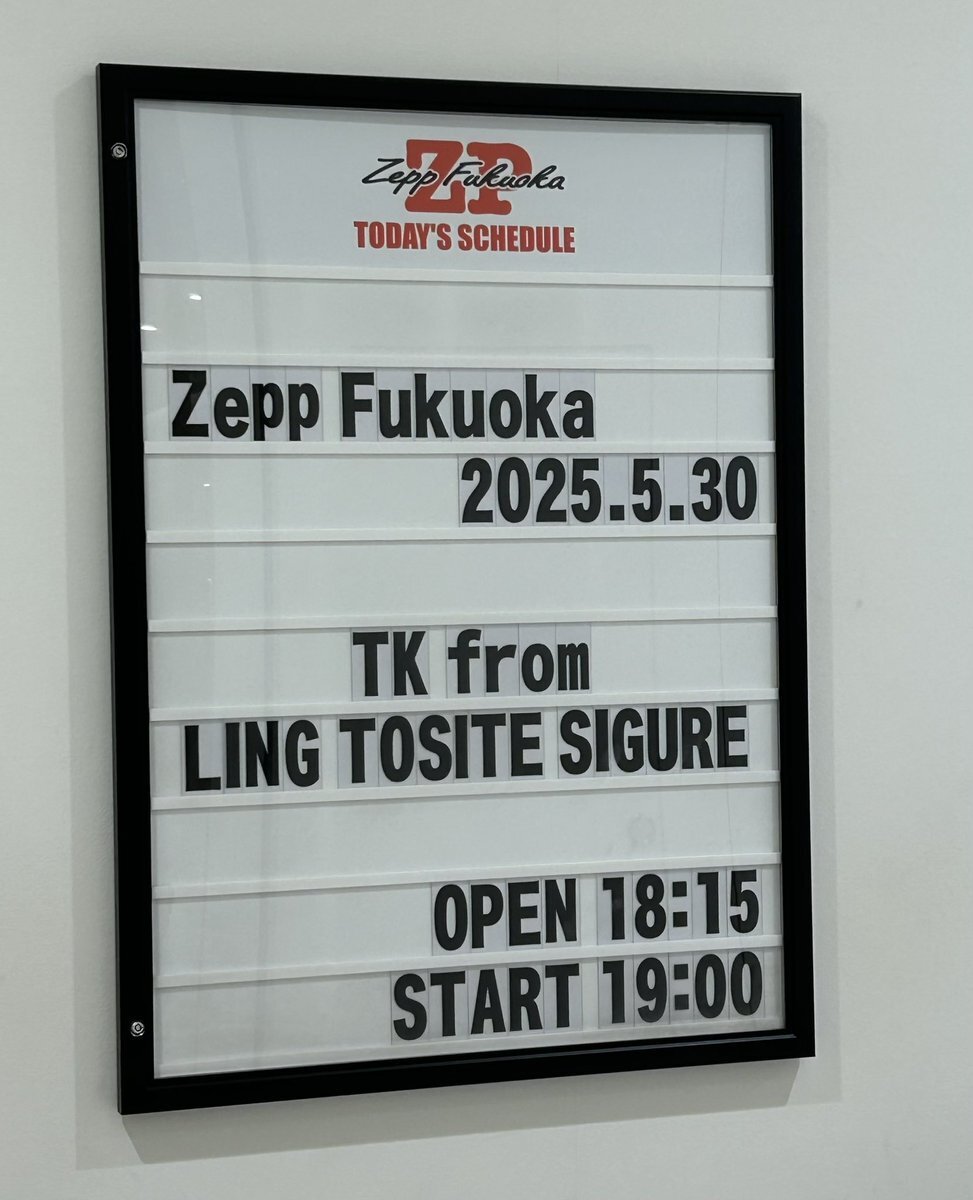 ZP
Zepp Fukuoka
TODAY'S SCHEDULE
Zepp Fukuoka
2025.5.30
TK from
LING TOSITE SIGURE
OPEN 18:15
START 19:00